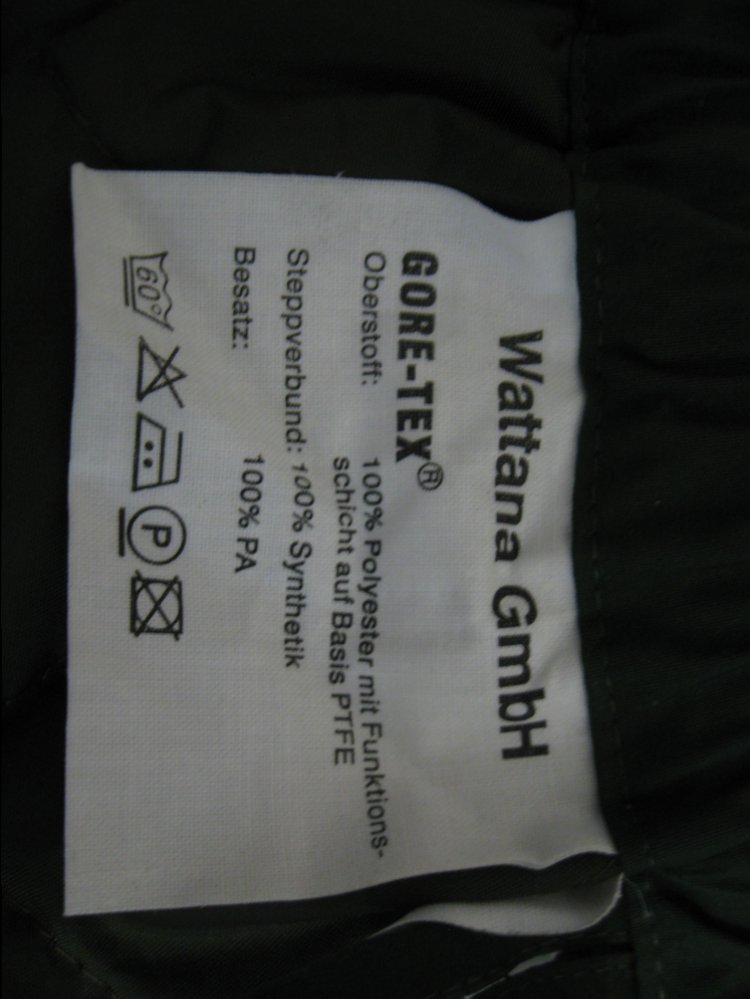 Wattana GmbH
GORE-TEX®
Oberstoff: 100% Polyester mit Funktions-
schicht auf Basis PTFE
Steppverbund: 100% Synthetik
Besatz: 100% PA
60° P